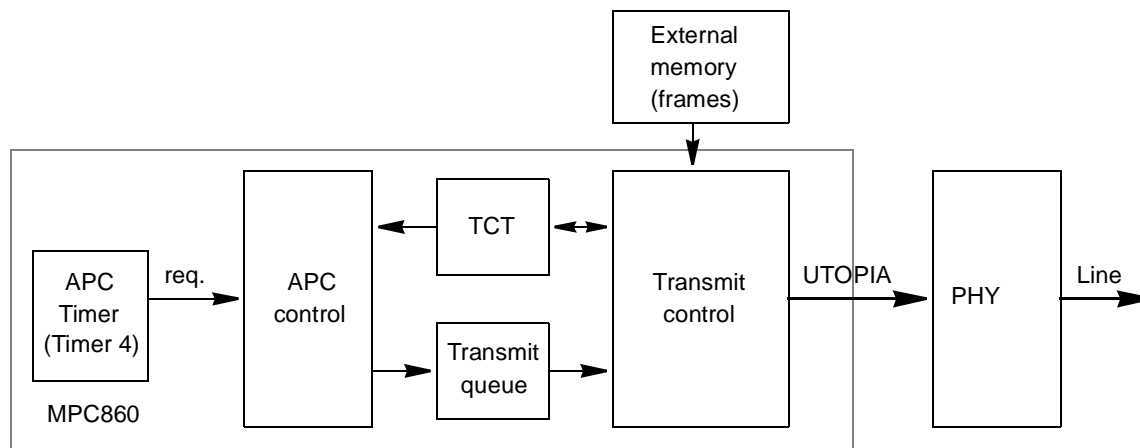 External
memory
(frames)
TCT
APC
Timer
(Timer 4)
req.
APC
control
Transmit
control
UTOPIA
PHY
Line
Transmit
queue
MPC860